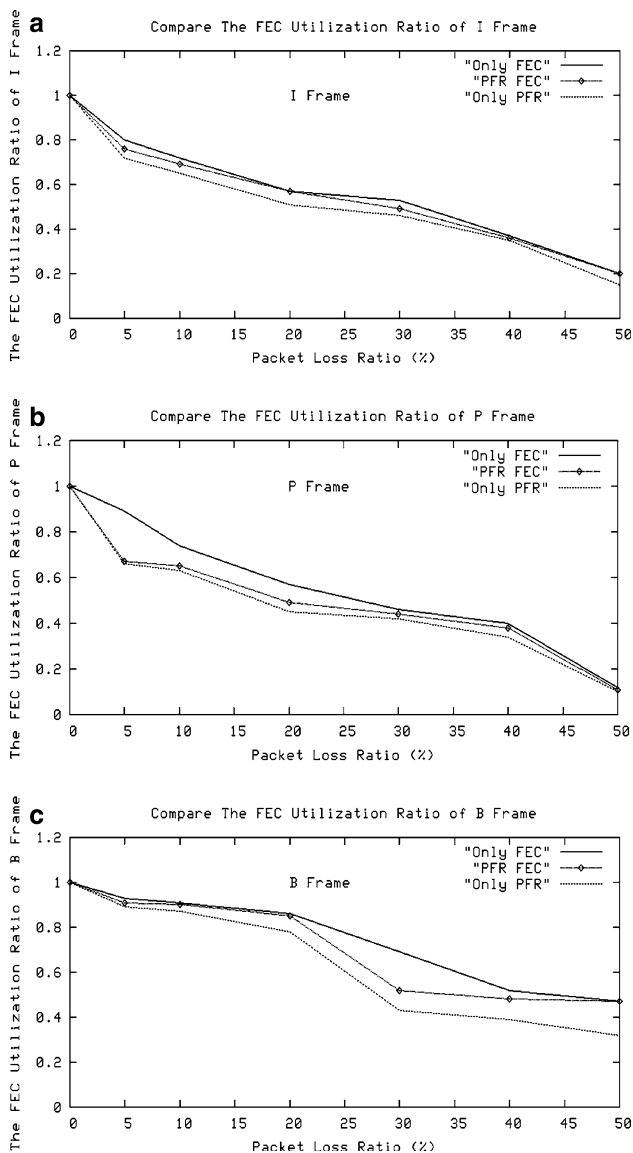 a
Compare The FEC Utilization Ratio of I Frame
The FEC Utilization Ratio of I Frame
1.2
1
0.8
0.6
0.4
0.2
0
"Only FEC"
"PFR FEC"
"Only PFR"
I Frame
0 5 10 15 20 25 30 35 40 45 50
Packet Loss Ratio (%)
b
Compare The FEC Utilization Ratio of P Frame
The FEC Utilization Ratio of P Frame
1.2
1
0.8
0.6
0.4
0.2
0
"Only FEC"
"PFR FEC"
"Only PFR"
P Frame
0 5 10 15 20 25 30 35 40 45 50
Packet Loss Ratio (%)
c
Compare The FEC Utilization Ratio of B Frame
The FEC Utilization Ratio of B Frame
1.2
1
0.8
0.6
0.4
0.2
0
"Only FEC"
"PFR FEC"
"Only PFR"
B Frame
0 5 10 15 20 25 30 35 40 45 50
Packet Loss Ratio (%)